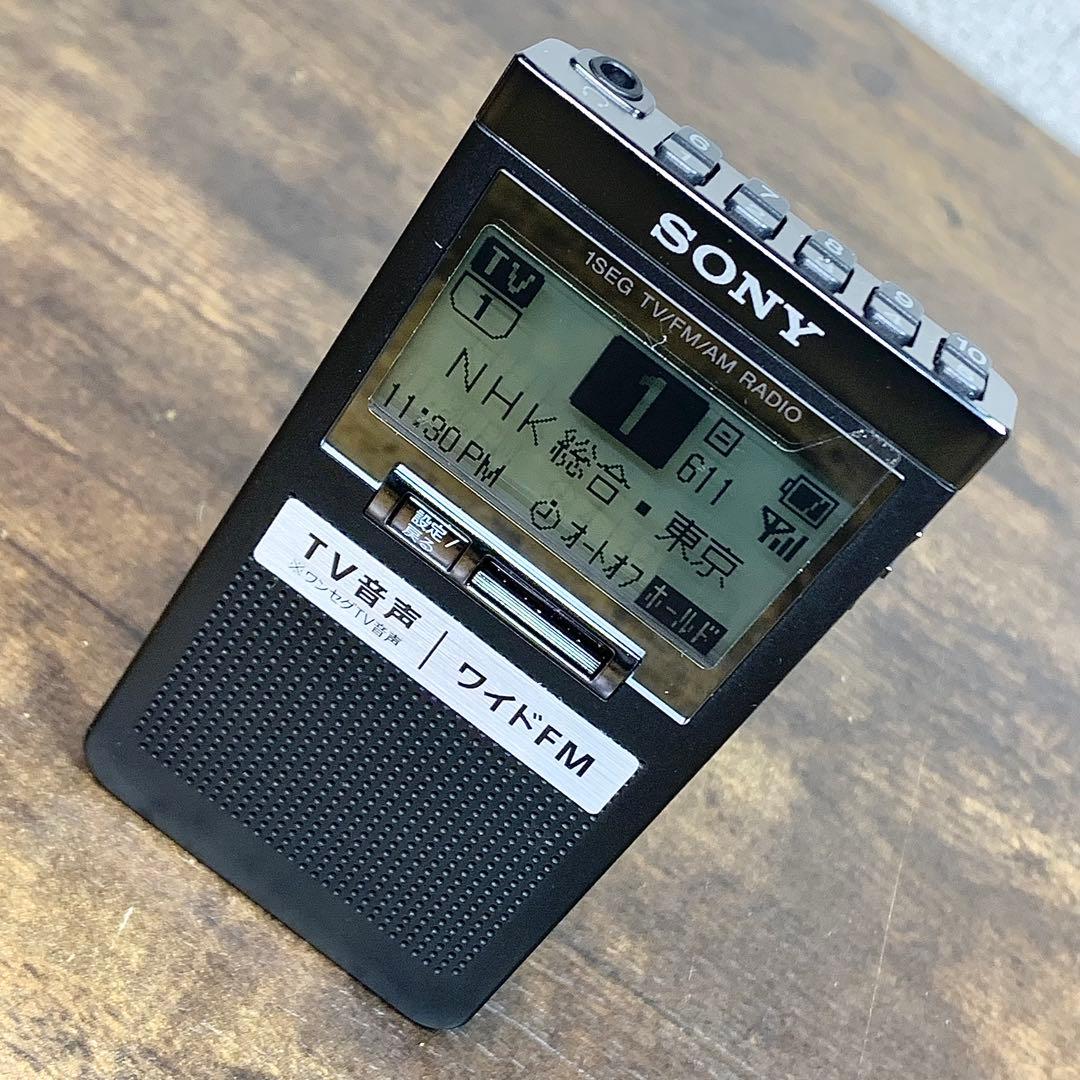 6
7
8
9
10
SONY
1SEG TV/FM/AM RADIO
TV
1
1
611
NHK総合・東京
11:30PM
オートオフ
ホールド
設定/
戻る
TV音声 | ワイドFM
※ワンセグTV音声